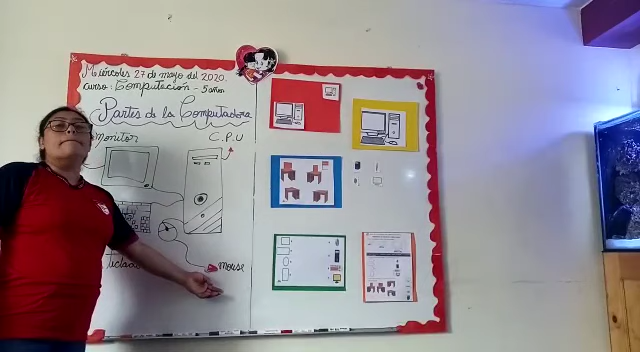 Miércoles 27 de mayo del 2020.
curso: Computación - 5 años
Partes de la Computadora
Monitor
C.P.U
mouse